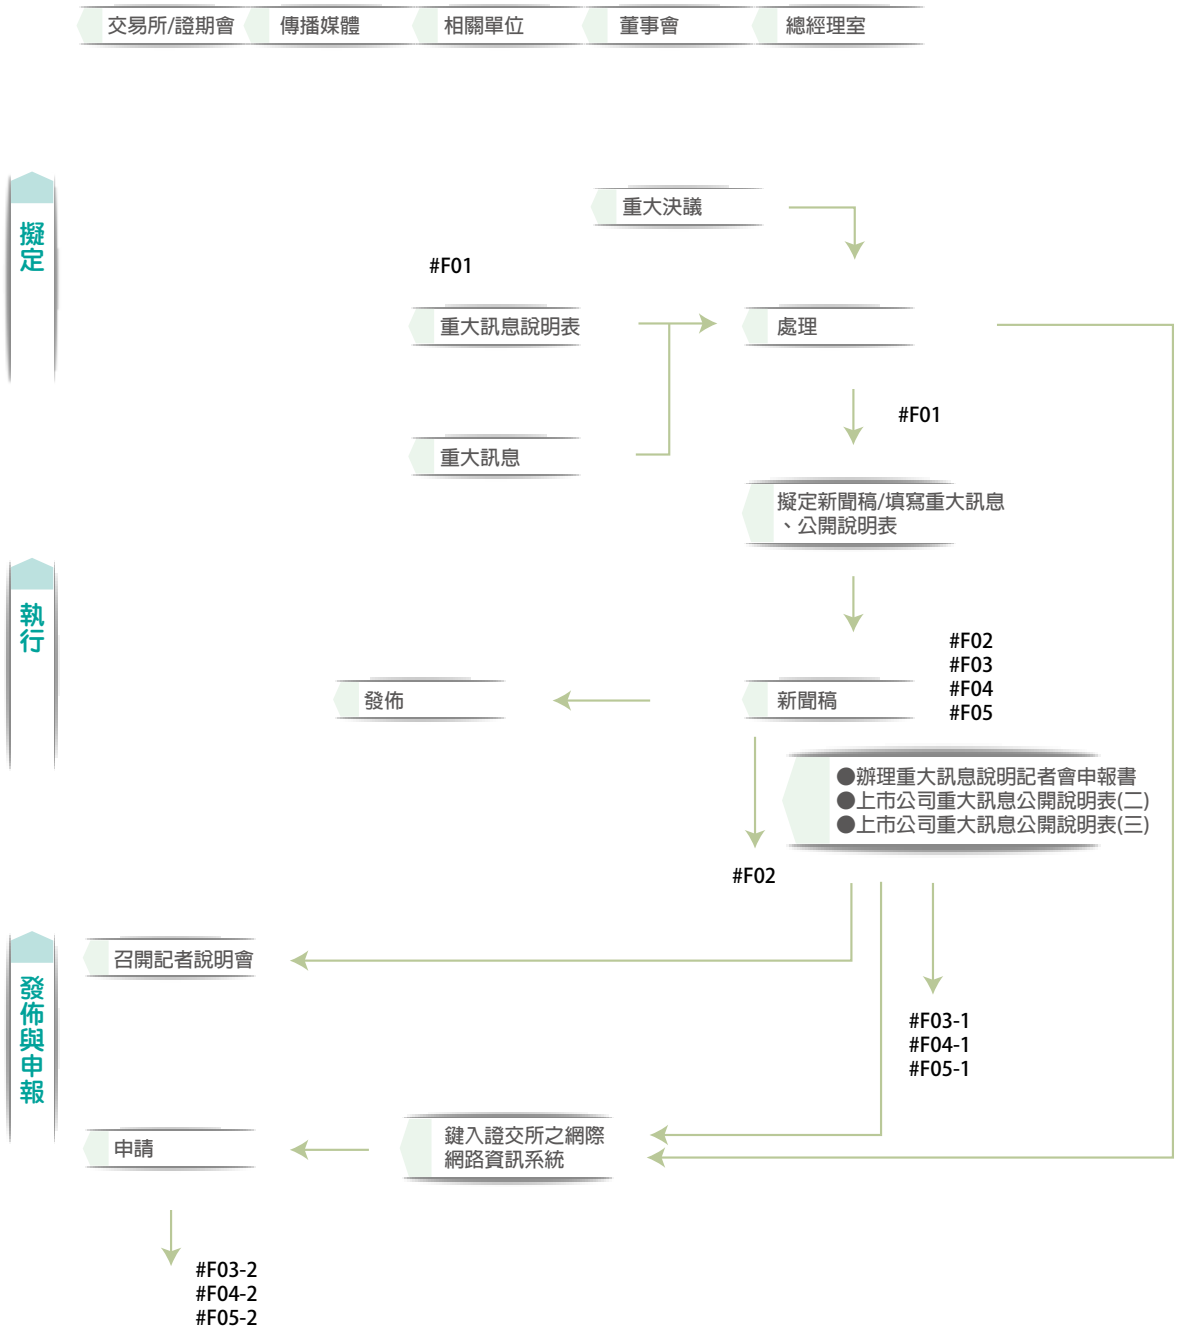 交易所/證期會
傳播媒體
相關單位
董事會
總經理室
擬定
重大決議
#F01
重大訊息說明表
處理
#F01
重大訊息
擬定新聞稿/填寫重大訊息
、公開說明表
執行
#F02
#F03
#F04
#F05
發佈
新聞稿
●辦理重大訊息說明記者會申報書
●上市公司重大訊息公開說明表(二)
●上市公司重大訊息公開說明表(三)
#F02
發佈與申報
召開記者說明會
#F03-1
#F04-1
#F05-1
申請
鍵入證交所之網際
網路資訊系統
#F03-2
#F04-2
#F05-2